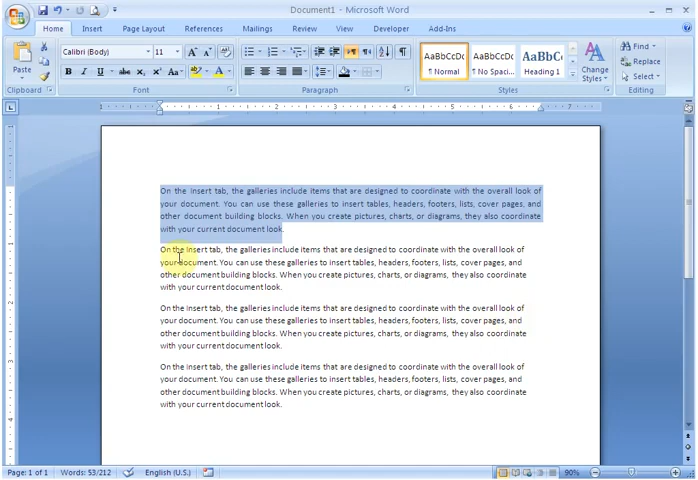 Document1 - Microsoft Word
Home Insert Page Layout References Mailings Review View Developer Add-Ins
Paste
Calibri (Body) 11
B I U abc x₂ x² Aa
AaBbCcDc AaBbCcDc AaBbC
¶ Normal ¶ No Spaci... Heading 1
Change Styles
Find
Replace
Select
Clipboard Font Paragraph Styles Editing
1 1 2 3 4 5 6 7
On the Insert tab, the galleries include items that are designed to coordinate with the overall look of
your document. You can use these galleries to insert tables, headers, footers, lists, cover pages, and
other document building blocks. When you create pictures, charts, or diagrams, they also coordinate
with your current document look.
On the Insert tab, the galleries include items that are designed to coordinate with the overall look of
your document. You can use these galleries to insert tables, headers, footers, lists, cover pages, and
other document building blocks. When you create pictures, charts, or diagrams, they also coordinate
with your current document look.
On the Insert tab, the galleries include items that are designed to coordinate with the overall look of
your document. You can use these galleries to insert tables, headers, footers, lists, cover pages, and
other document building blocks. When you create pictures, charts, or diagrams, they also coordinate
with your current document look.
On the Insert tab, the galleries include items that are designed to coordinate with the overall look of
your document. You can use these galleries to insert tables, headers, footers, lists, cover pages, and
other document building blocks. When you create pictures, charts, or diagrams, they also coordinate
with your current document look.
Page: 1 of 1 Words: 53/212 English (U.S.) 90%